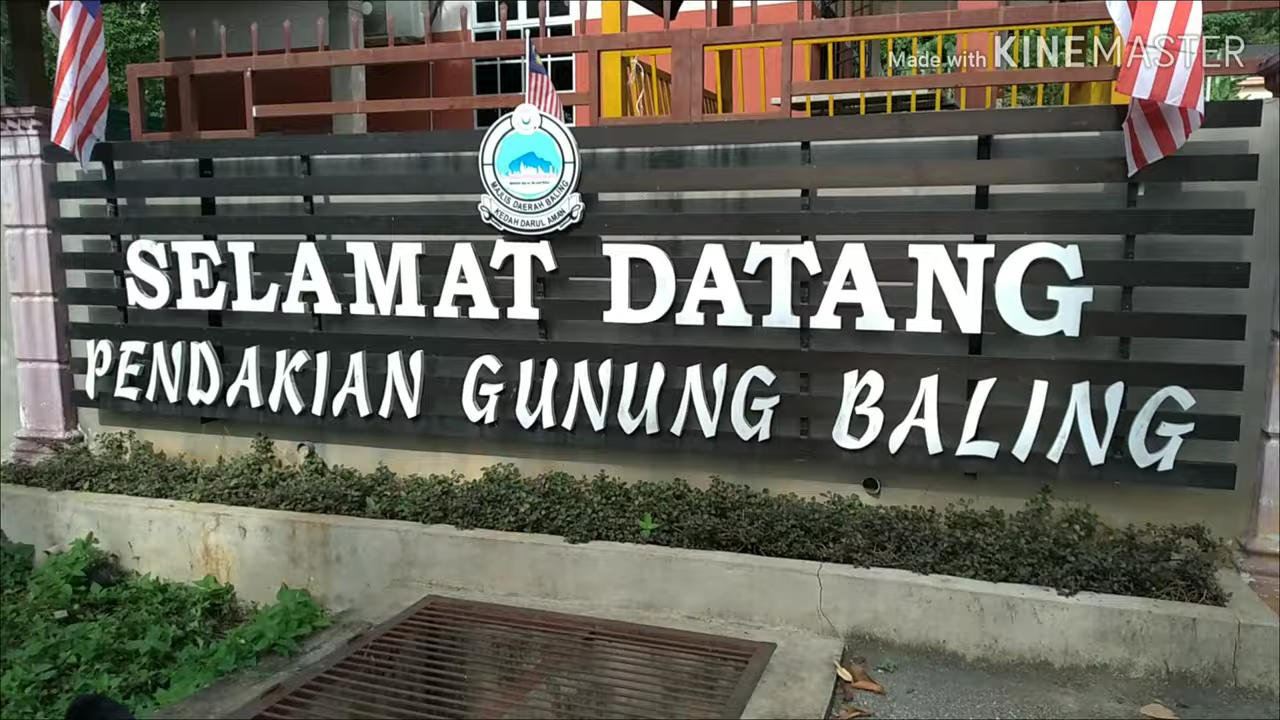 Made with KINEMASTER
MAJLIS DAERAH BALING
KEDAH DARUL AMAN
SELAMAT DATANG
PENDAKIAN GUNUNG BALING